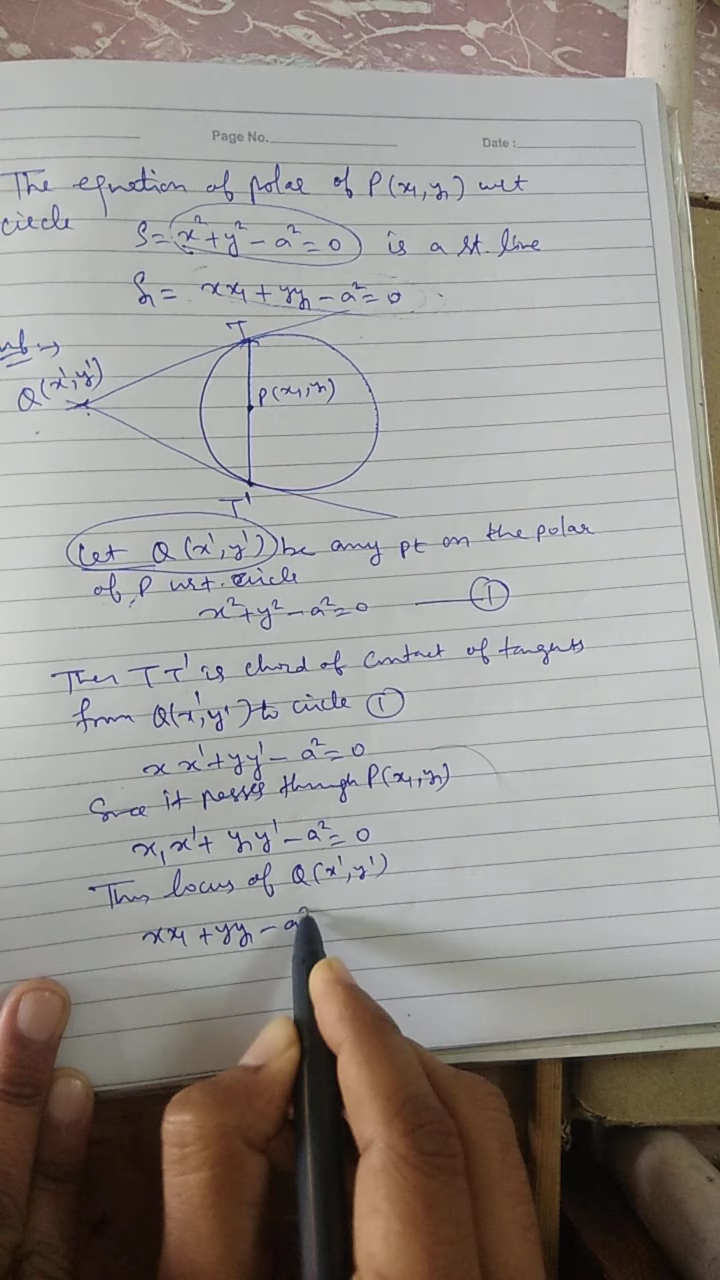 Page No.
Date :
The equation of polar of P(x₁, y₁) wrt
circle
S = x² + y² - a² = 0 is a st. line
S₁ = xx₁ + yy₁ - a² = 0
T
Q(x', y')
P(x₁, y₁)
T'
Let Q(x', y') be any pt on the polar
of P wrt. circle
x² + y² - a² = 0 — ①
Then TT' is chord of contact of tangents
from Q(x', y') to circle ①
xx' + yy' - a² = 0
Since it passes through P(x₁, y₁)
x₁x' + y₁y' - a² = 0
Thus locus of Q(x', y')
xx₁ + yy₁ - a²